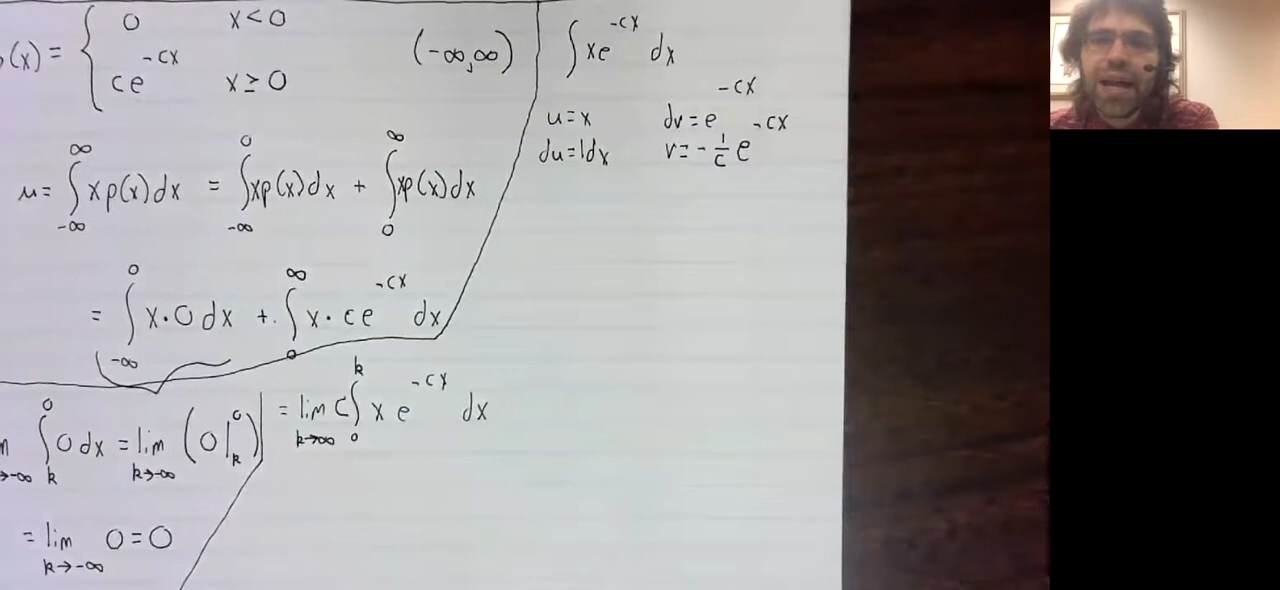 p(x) = { 0 x < 0
ce^{-cx} x ≥ 0
(-∞,∞)
μ = ∫_{-∞}^{∞} x p(x) dx = ∫_{-∞}^{0} x p(x) dx + ∫_{0}^{∞} x p(x) dx
= ∫_{-∞}^{0} x · 0 dx + ∫_{0}^{∞} x · ce^{-cx} dx
∫_{k}^{0} 0 dx = lim_{k→-∞} (0|_{k}^{0})
= lim_{k→-∞} 0 = 0
= lim_{k→∞} c∫_{0}^{k} x e^{-cx} dx
∫ xe^{-cx} dx
u = x dv = e^{-cx}
du = 1dx v = -1/c e^{-cx}